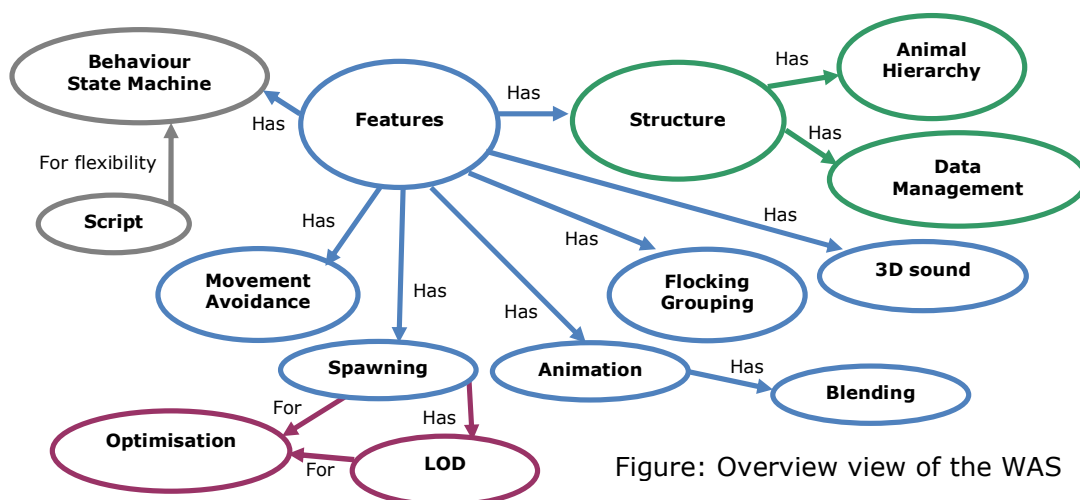 Behaviour
State Machine
Has
Features
Has
Structure
Has
Animal
Hierarchy
For flexibility
Has
Data
Management
Script
Has
Has
Has
Movement
Avoidance
Has
Has
Flocking
Grouping
3D sound
Spawning
Animation
Has
Blending
For
Has
Optimisation
For
LOD
Figure: Overview view of the WAS